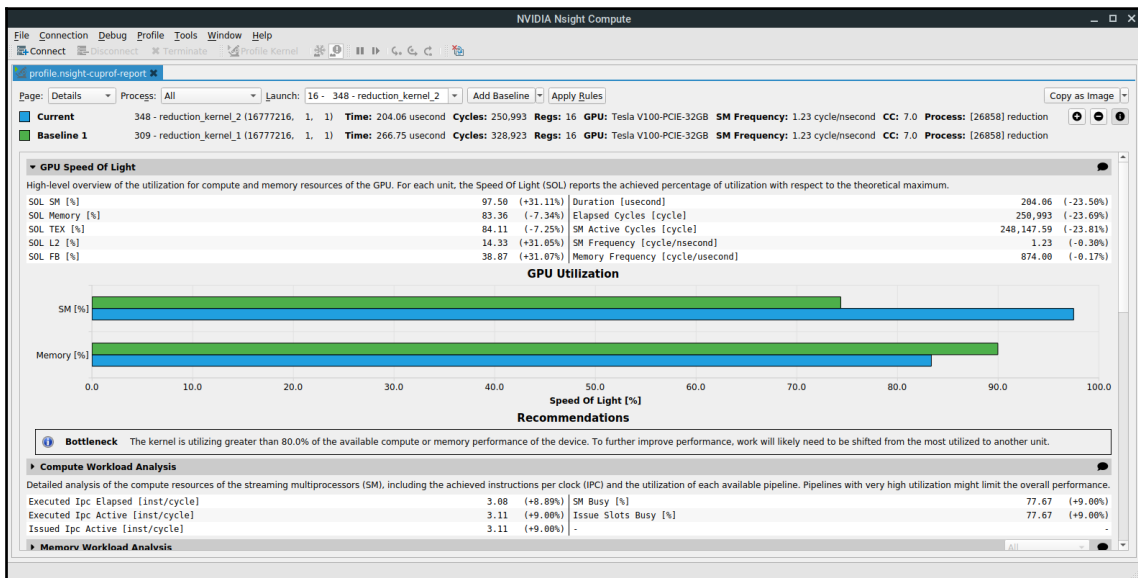 NVIDIA Nsight Compute
File Connection Debug Profile Tools Window Help
Connect Disconnect Terminate Profile Kernel
profile.nsight-cuprof-report
Page: Details Process: All Launch: 16 - 348 - reduction_kernel_2 Add Baseline Apply Rules Copy as Image
Current 348 - reduction_kernel_2 (16777216, 1, 1) Time: 204.06 usecond Cycles: 250,993 Regs: 16 GPU: Tesla V100-PCIE-32GB SM Frequency: 1.23 cycle/nsecond CC: 7.0 Process: [26858] reduction
Baseline 1 309 - reduction_kernel_1 (16777216, 1, 1) Time: 266.75 usecond Cycles: 328,923 Regs: 16 GPU: Tesla V100-PCIE-32GB SM Frequency: 1.23 cycle/nsecond CC: 7.0 Process: [26858] reduction
GPU Speed Of Light
High-level overview of the utilization for compute and memory resources of the GPU. For each unit, the Speed Of Light (SOL) reports the achieved percentage of utilization with respect to the theoretical maximum.
SOL SM [%] 97.50 (+31.11%) Duration [usecond] 204.06 (-23.50%)
SOL Memory [%] 83.36 (-7.34%) Elapsed Cycles [cycle] 250,993 (-23.69%)
SOL TEX [%] 84.11 (-7.25%) SM Active Cycles [cycle] 248,147.59 (-23.81%)
SOL L2 [%] 14.33 (+31.05%) SM Frequency [cycle/nsecond] 1.23 (-0.30%)
SOL FB [%] 38.87 (+31.07%) Memory Frequency [cycle/usecond] 874.00 (-0.17%)
GPU Utilization
SM [%]
Memory [%]
0.0 10.0 20.0 30.0 40.0 50.0 60.0 70.0 80.0 90.0 100.0
Speed Of Light [%]
Recommendations
Bottleneck The kernel is utilizing greater than 80.0% of the available compute or memory performance of the device. To further improve performance, work will likely need to be shifted from the most utilized to another unit.
Compute Workload Analysis
Detailed analysis of the compute resources of the streaming multiprocessors (SM), including the achieved instructions per clock (IPC) and the utilization of each available pipeline. Pipelines with very high utilization might limit the overall performance.
Executed Ipc Elapsed [inst/cycle] 3.08 (+8.89%) SM Busy [%] 77.67 (+9.00%)
Executed Ipc Active [inst/cycle] 3.11 (+9.00%) Issue Slots Busy [%] 77.67 (+9.00%)
Issued Ipc Active [inst/cycle] 3.11 (+9.00%) - -
Memory Workload Analysis All